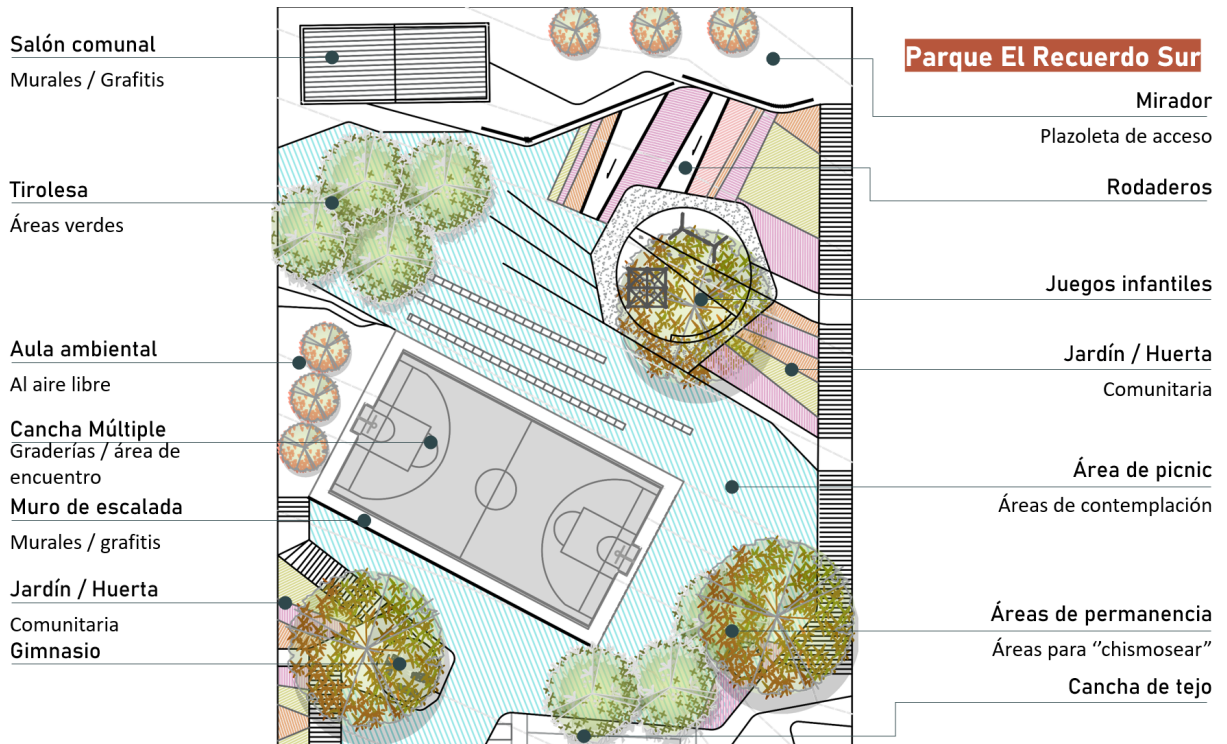 Parque El Recuerdo Sur
Salón comunal
Murales / Grafitis
Tirolesa
Áreas verdes
Aula ambiental
Al aire libre
Cancha Múltiple
Graderías / área de
encuentro
Muro de escalada
Murales / grafitis
Jardín / Huerta
Comunitaria
Gimnasio
Mirador
Plazoleta de acceso
Rodaderos
Juegos infantiles
Jardín / Huerta
Comunitaria
Área de picnic
Áreas de contemplación
Áreas de permanencia
Áreas para “chismosear”
Cancha de tejo